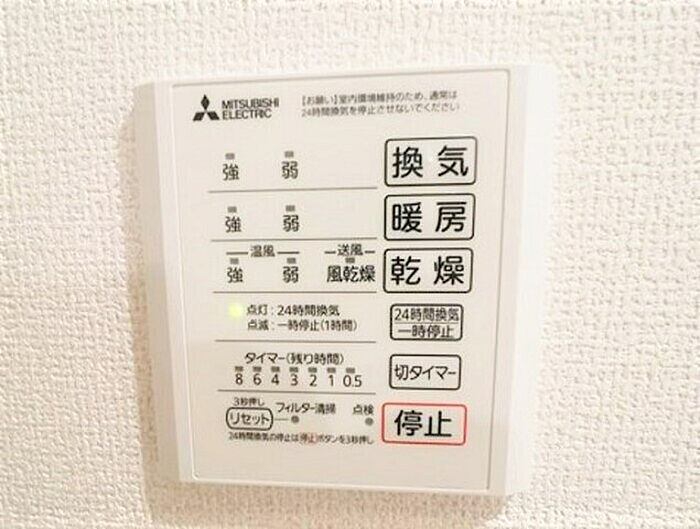 MITSUBISHI
ELECTRIC
【お願い】室内環境維持のため、通常は
24時間換気を停止させないでください
強 弱 換気
強 弱 暖房
温風 送風
強 弱 風乾燥 乾燥
点灯：24時間換気
点滅：一時停止(1時間)
24時間換気
一時停止
タイマー(残り時間)
8 6 4 3 2 1 0.5
切タイマー
3秒押し
リセット フィルター清掃 点検
24時間換気の停止は停止ボタンを3秒押し
停止